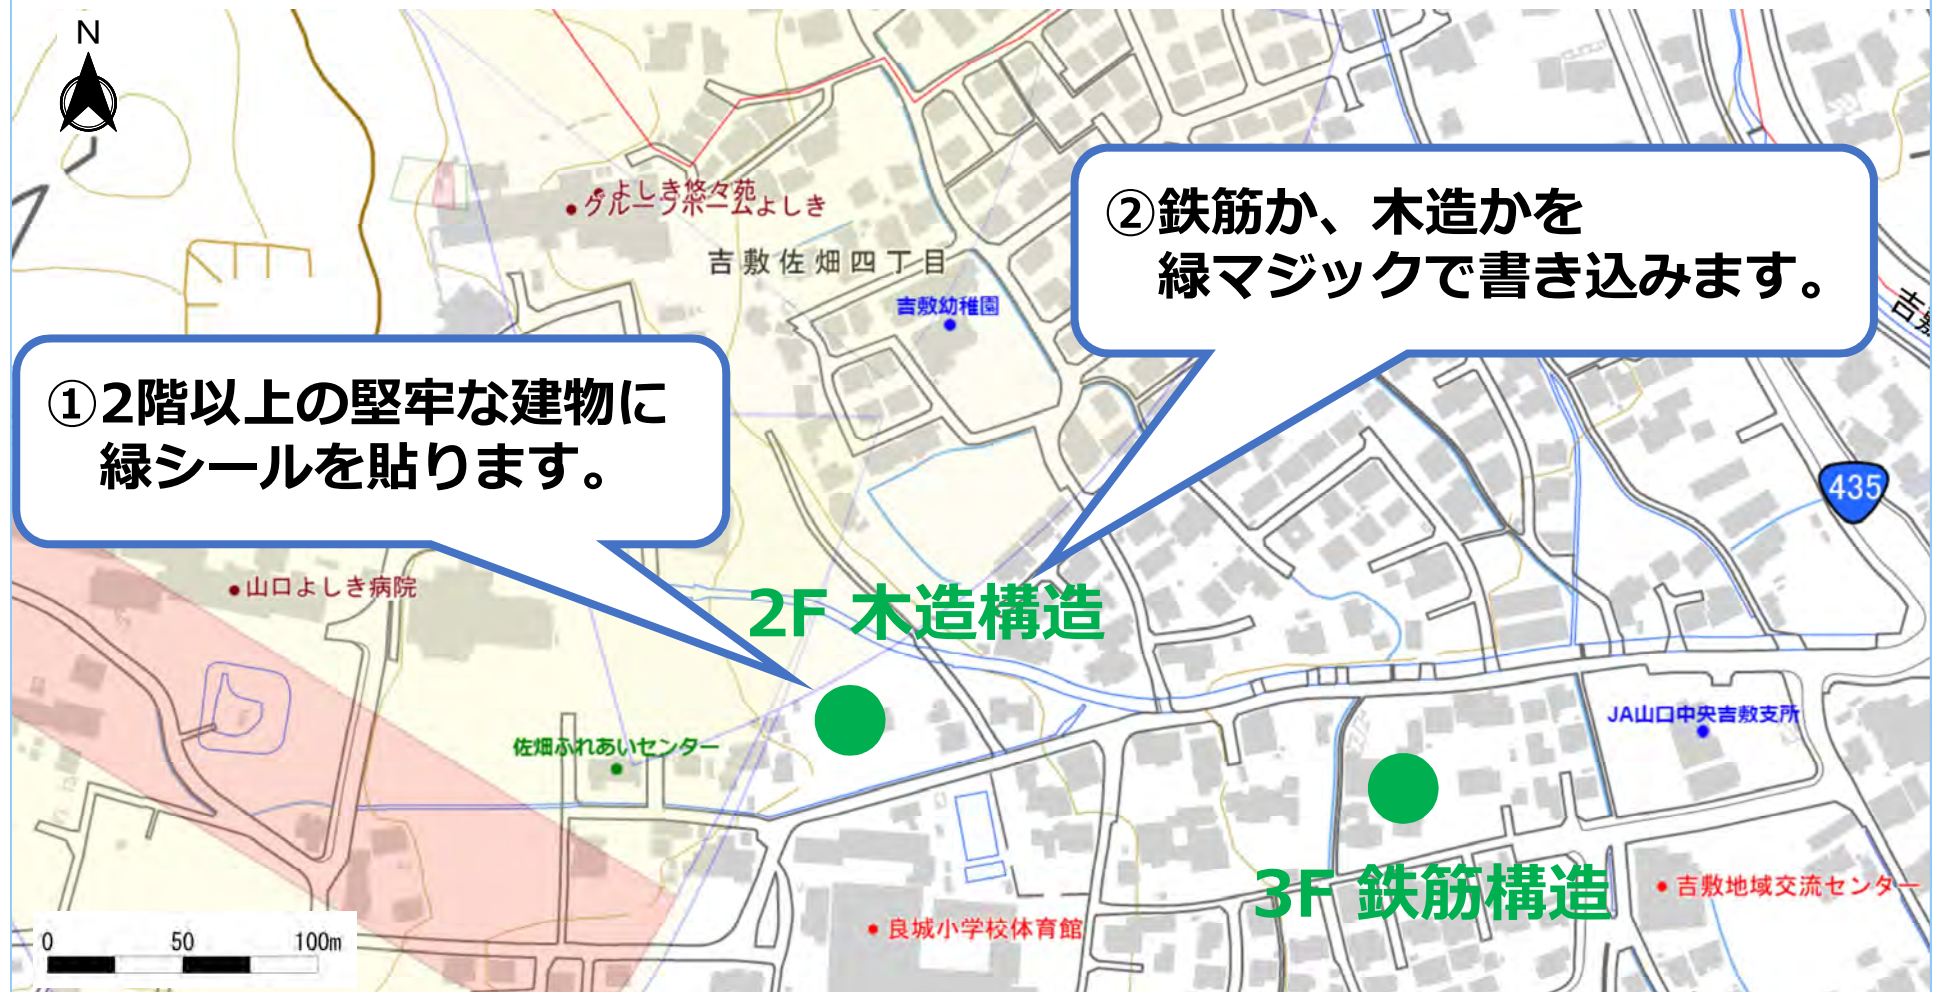 N
よしき悠々苑
グループホームよしき
吉敷佐畑四丁目
吉敷幼稚園
②鉄筋か、木造かを
緑マジックで書き込みます。
①2階以上の堅牢な建物に
緑シールを貼ります。
435
山口よしき病院
2F 木造構造
佐畑ふれあいセンター
JA山口中央吉敷支所
3F 鉄筋構造
吉敷地域交流センター
良城小学校体育館
0 50 100m